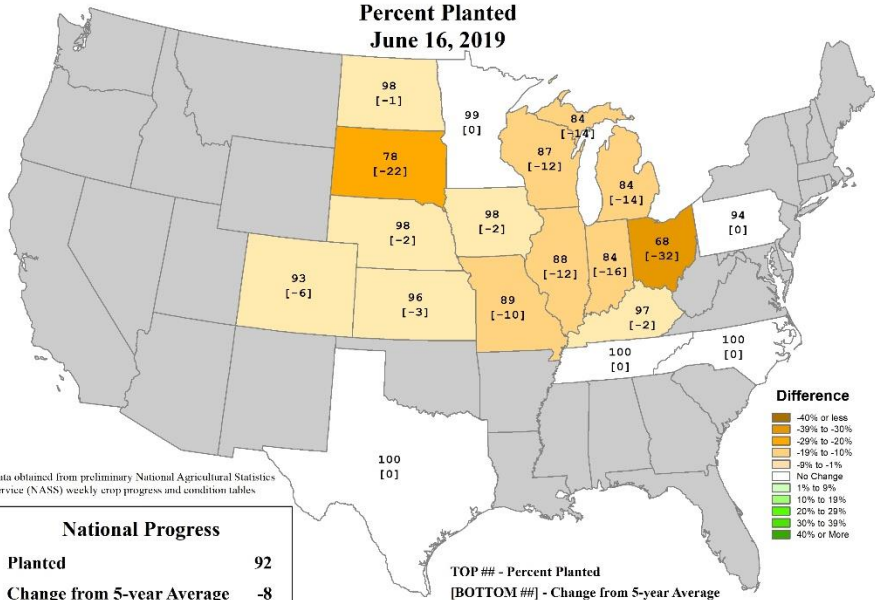 Percent Planted
June 16, 2019
98
[-1]
99
[0]
84
[-14]
87
[-12]
78
[-22]
84
[-14]
98
[-2]
98
[-2]
94
[0]
68
[-32]
88
[-12]
84
[-16]
93
[-6]
96
[-3]
89
[-10]
97
[-2]
100
[0]
100
[0]
100
[0]
Difference
-40% or less
-39% to -30%
-29% to -20%
-19% to -10%
-9% to -1%
No Change
1% to 9%
10% to 19%
20% to 29%
30% to 39%
40% or More
ata obtained from preliminary National Agricultural Statistics
ervice (NASS) weekly crop progress and condition tables
National Progress
Planted 92
Change from 5-year Average -8
TOP ## - Percent Planted
[BOTTOM ##] - Change from 5-year Average